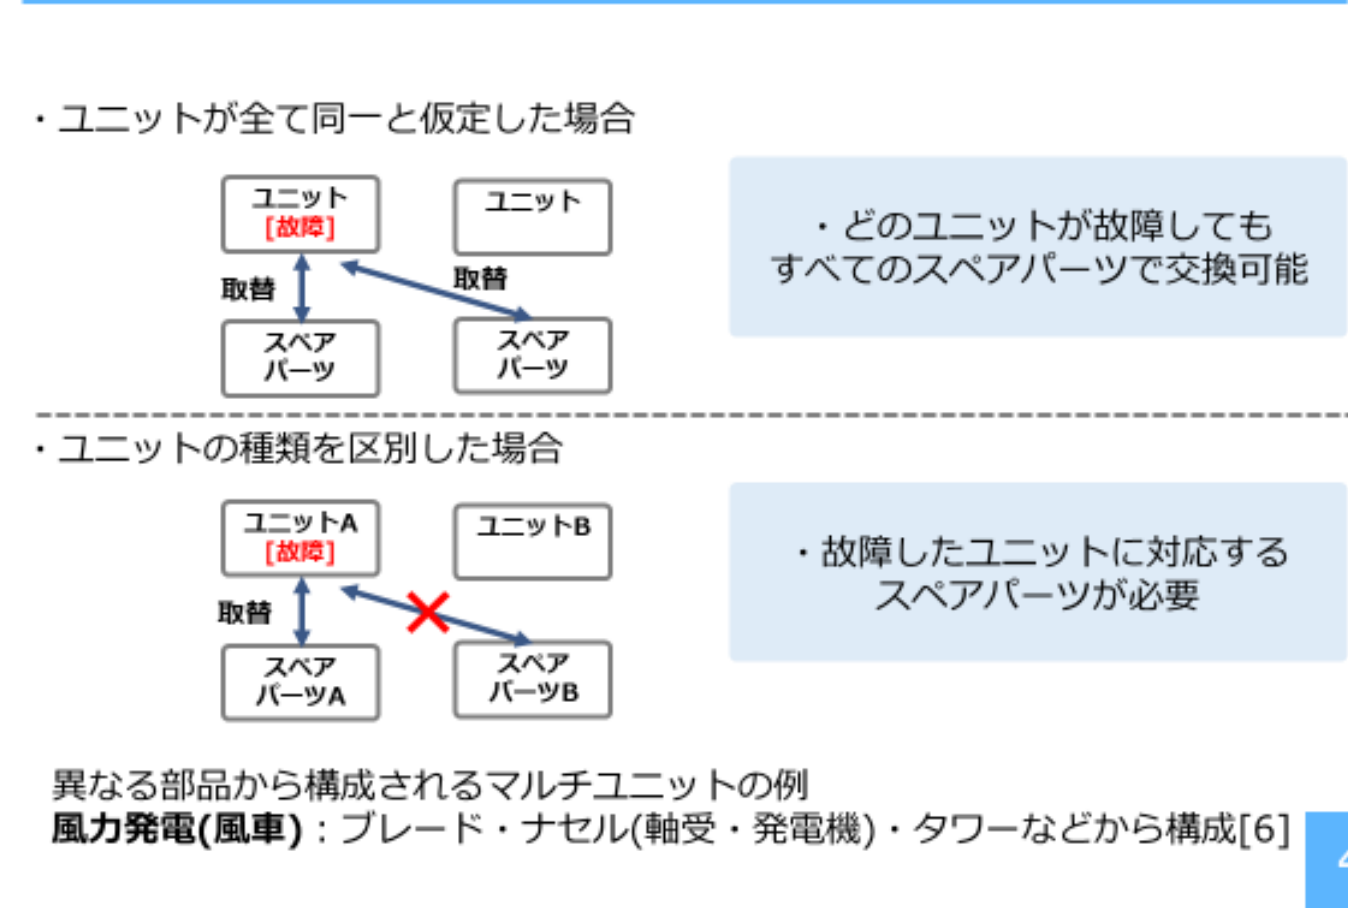 ・ユニットが全て同一と仮定した場合
ユニット
[故障]
ユニット
取替
取替
スペア
パーツ
スペア
パーツ
・どのユニットが故障しても
すべてのスペアパーツで交換可能
・ユニットの種類を区別した場合
ユニットA
[故障]
ユニットB
取替
スペア
パーツA
スペア
パーツB
・故障したユニットに対応する
スペアパーツが必要
異なる部品から構成されるマルチユニットの例
風力発電(風車)：ブレード・ナセル(軸受・発電機)・タワーなどから構成[6]